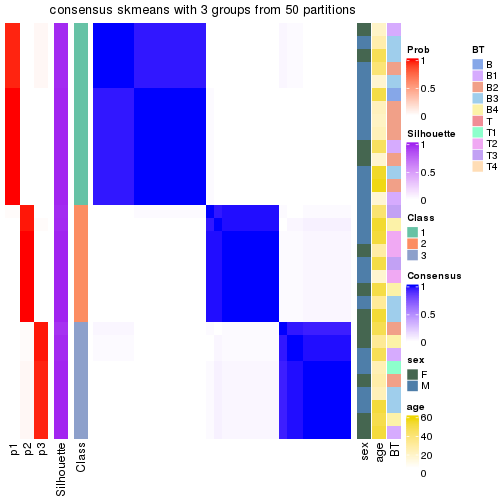 consensus skmeans with 3 groups from 50 partitions
p1
p2
p3
Silhouette
Class
sex
age
BT
Prob
1
0.5
0
Silhouette
1
0.5
0
Class
1
2
3
Consensus
1
0.5
0
sex
F
M
age
60
40
20
0
BT
B
B1
B2
B3
B4
T
T1
T2
T3
T4